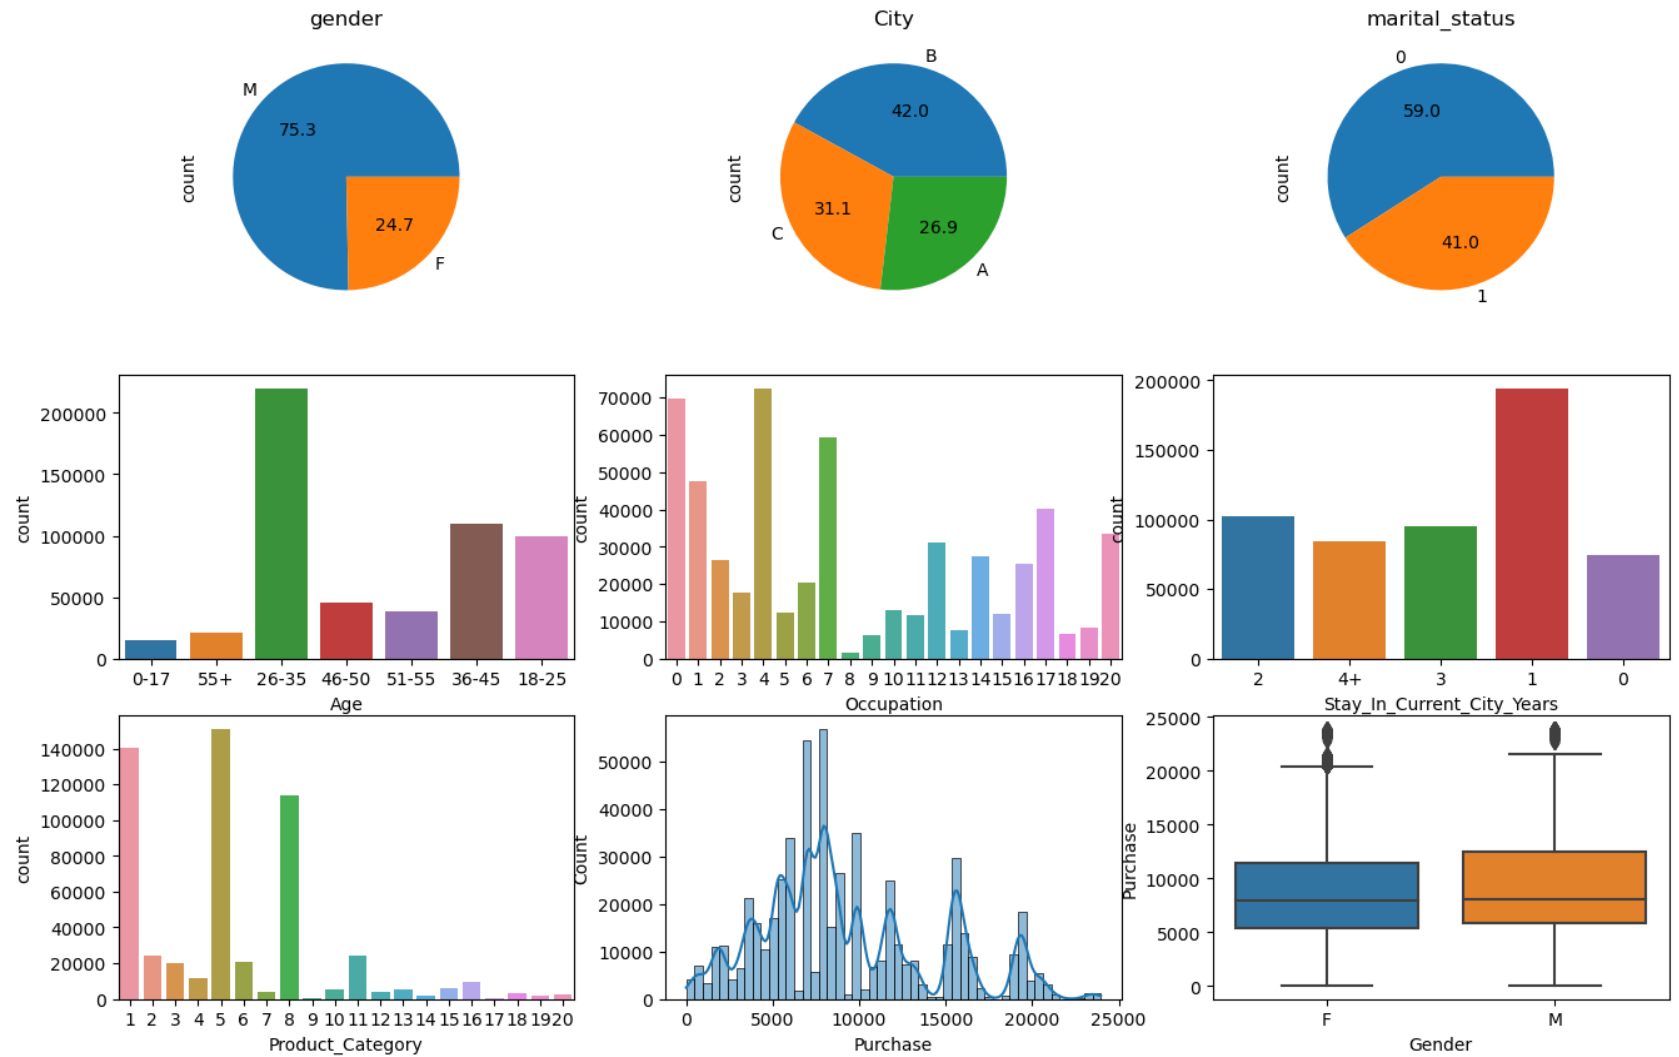 gender
City
marital_status
M
75.3
24.7
F
count
B
42.0
C
31.1
26.9
A
count
0
59.0
41.0
1
count
200000
150000
100000
50000
0
count
0-17 55+ 26-35 46-50 51-55 36-45 18-25
Age
70000
60000
50000
40000
30000
20000
10000
0
count
0 1 2 3 4 5 6 7 8 9 10 11 12 13 14 15 16 17 18 19 20
Occupation
200000
150000
100000
50000
0
count
2 4+ 3 1 0
Stay_In_Current_City_Years
140000
120000
100000
80000
60000
40000
20000
0
count
1 2 3 4 5 6 7 8 9 10 11 12 13 14 15 16 17 18 19 20
Product_Category
50000
40000
30000
20000
10000
0
Count
0 5000 10000 15000 20000 25000
Purchase
25000
20000
15000
10000
5000
0
Purchase
F M
Gender